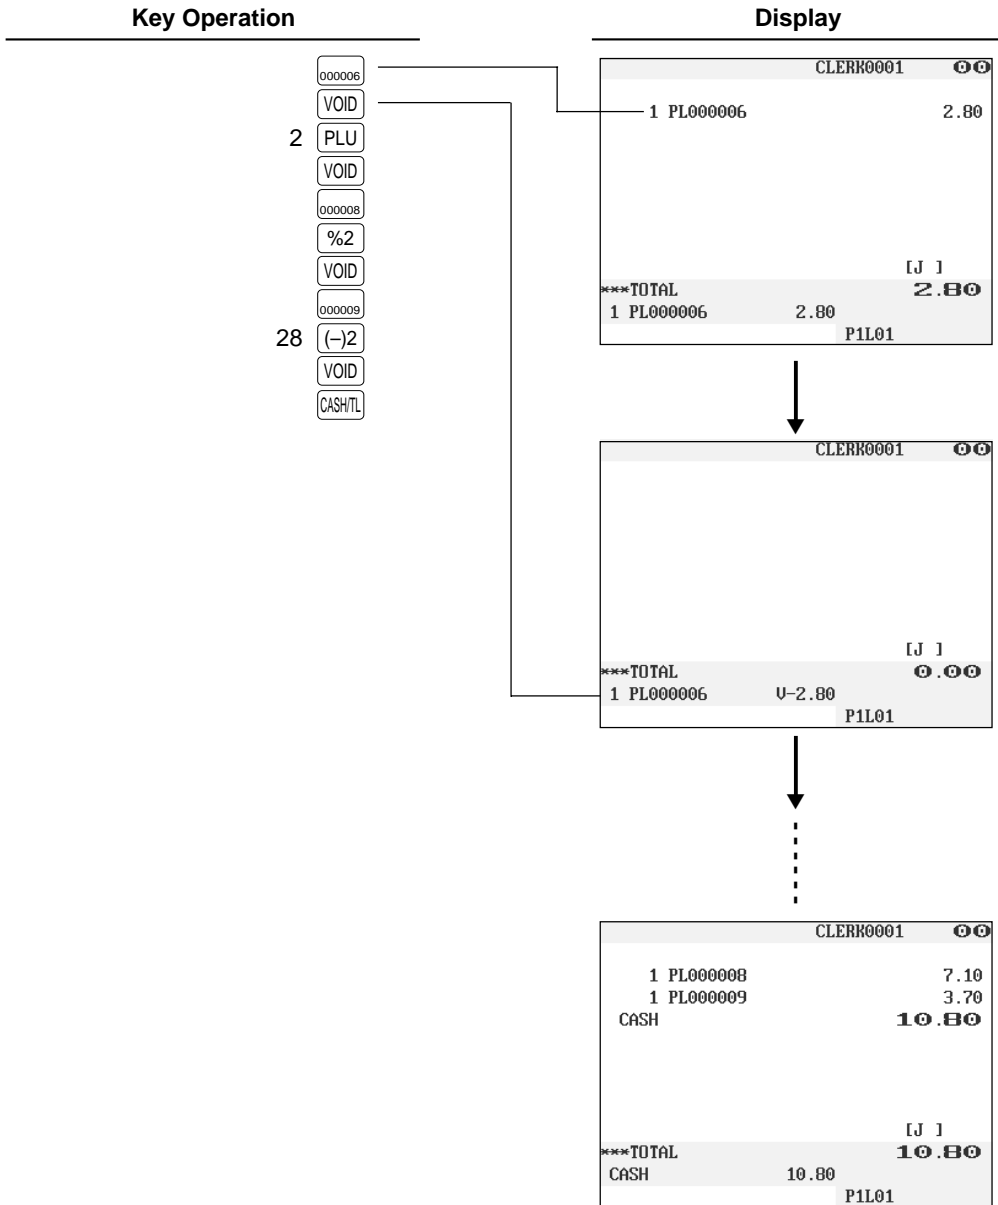 Key Operation
Display
000006
VOID
2 PLU
VOID
000008
%2
VOID
000009
28 (–)2
VOID
CASH/TL
CLERK0001 00
1 PL000006 2.80
[J ]
***TOTAL 2.80
1 PL000006 2.80
P1L01
CLERK0001 00
[J ]
***TOTAL 0.00
1 PL000006 V-2.80
P1L01
CLERK0001 00
1 PL000008 7.10
1 PL000009 3.70
CASH 10.80
[J ]
***TOTAL 10.80
CASH 10.80
P1L01